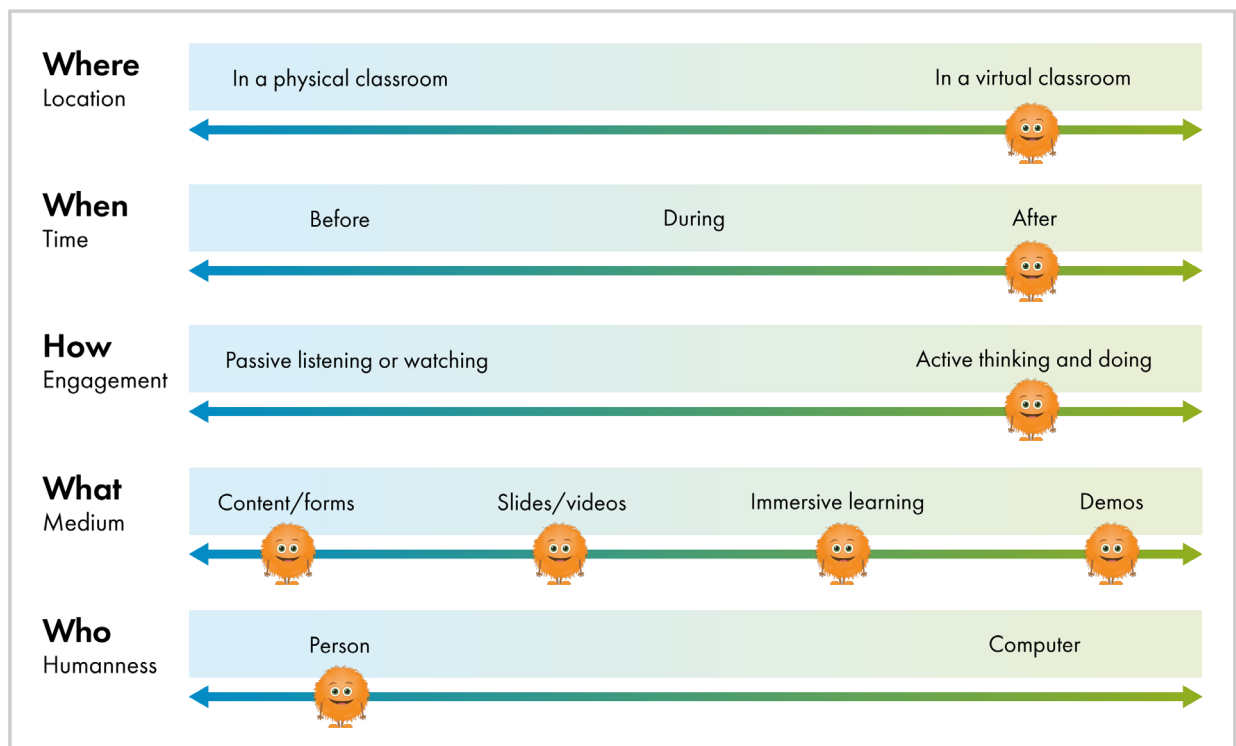 Where
Location
In a physical classroom
In a virtual classroom
When
Time
Before
During
After
How
Engagement
Passive listening or watching
Active thinking and doing
What
Medium
Content/forms
Slides/videos
Immersive learning
Demos
Who
Humanness
Person
Computer